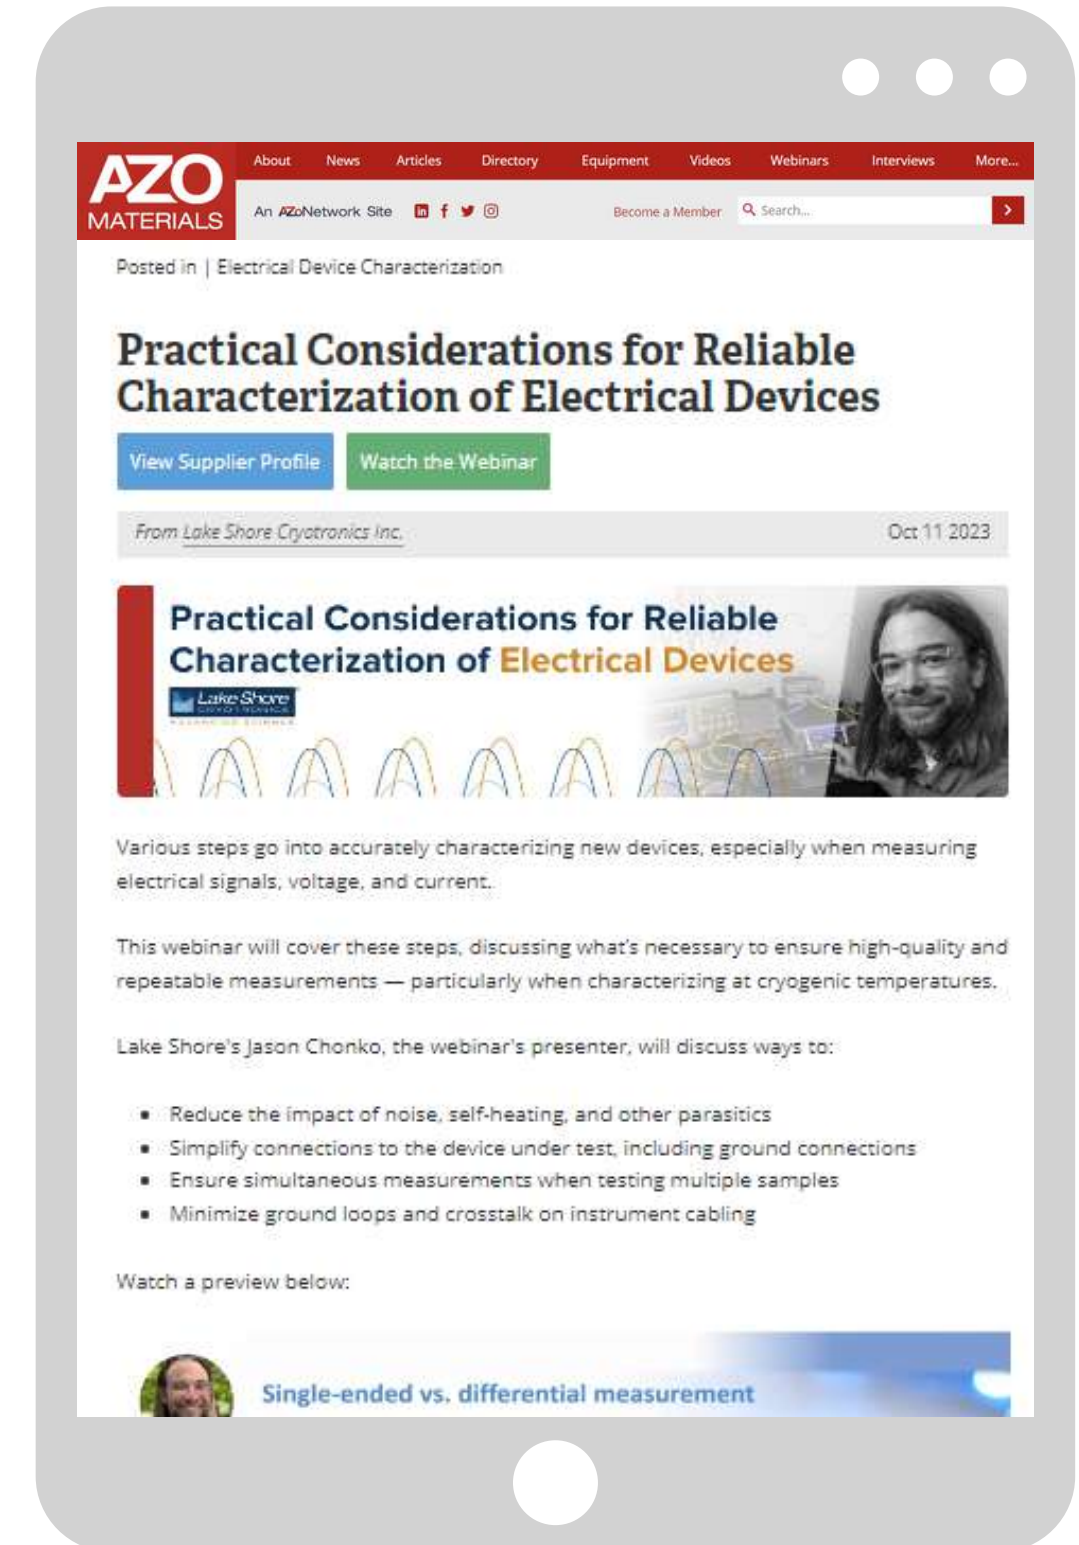 AZO
MATERIALS
About News Articles Directory Equipment Videos Webinars Interviews More...
An AZoNetwork Site
Become a Member
Search...
Posted in | Electrical Device Characterization
Practical Considerations for Reliable
Characterization of Electrical Devices
View Supplier Profile
Watch the Webinar
From Lake Shore Cryotronics Inc.
Oct 11 2023
Practical Considerations for Reliable
Characterization of Electrical Devices
Lake Shore
CRYOTRONICS
Various steps go into accurately characterizing new devices, especially when measuring
electrical signals, voltage, and current.
This webinar will cover these steps, discussing what's necessary to ensure high-quality and
repeatable measurements — particularly when characterizing at cryogenic temperatures.
Lake Shore's Jason Chonko, the webinar's presenter, will discuss ways to:
▪ Reduce the impact of noise, self-heating, and other parasitics
▪ Simplify connections to the device under test, including ground connections
▪ Ensure simultaneous measurements when testing multiple samples
▪ Minimize ground loops and crosstalk on instrument cabling
Watch a preview below:
Single-ended vs. differential measurement